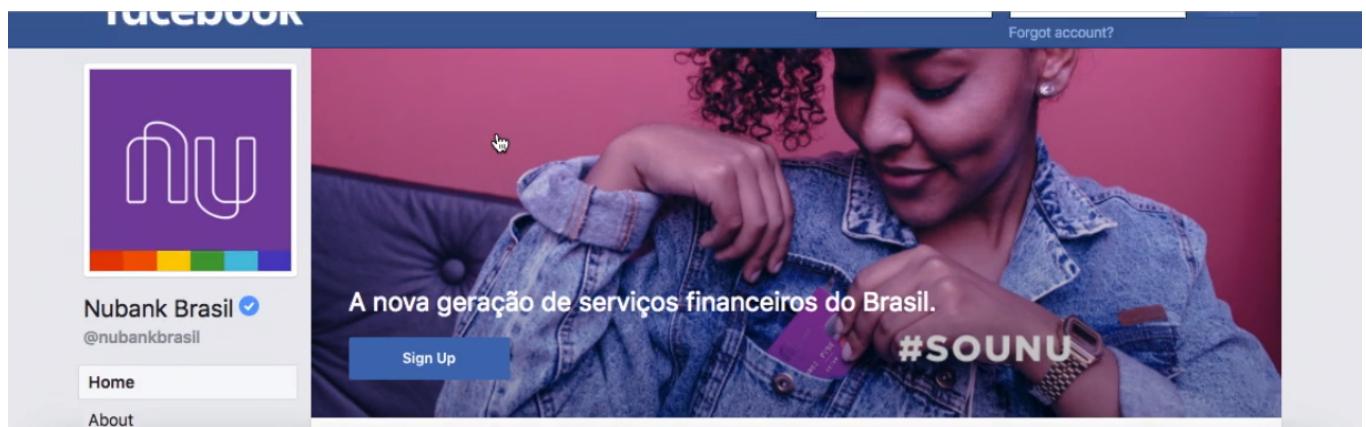 facebook
Forgot account?
nu
A nova geração de serviços financeiros do Brasil.
Sign Up
#SOUNU
Nubank Brasil
@nubankbrasil
Home
About